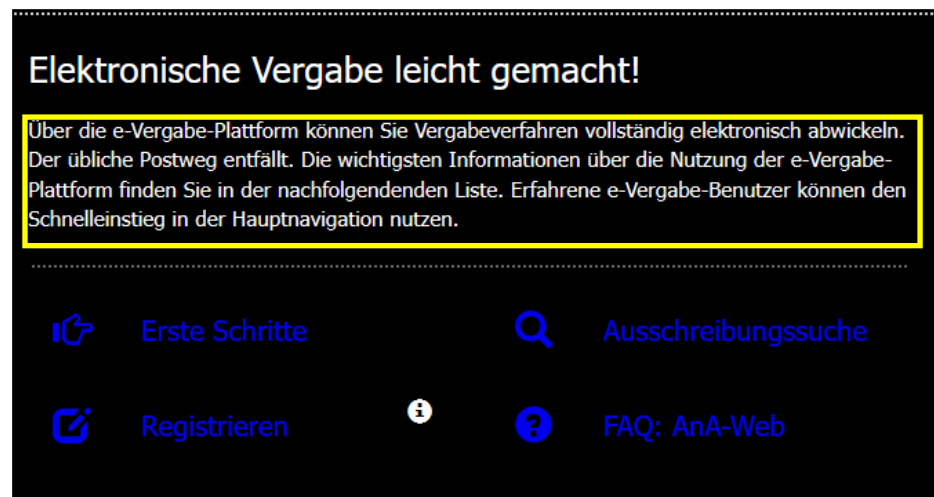 Elektronische Vergabe leicht gemacht!
Über die e-Vergabe-Plattform können Sie Vergabeverfahren vollständig elektronisch abwickeln.
Der übliche Postweg entfällt. Die wichtigsten Informationen über die Nutzung der e-Vergabe-
Plattform finden Sie in der nachfolgendenden Liste. Erfahrene e-Vergabe-Benutzer können den
Schnelleinstieg in der Hauptnavigation nutzen.
Erste Schritte
Ausschreibungssuche
Registrieren
FAQ: AnA-Web